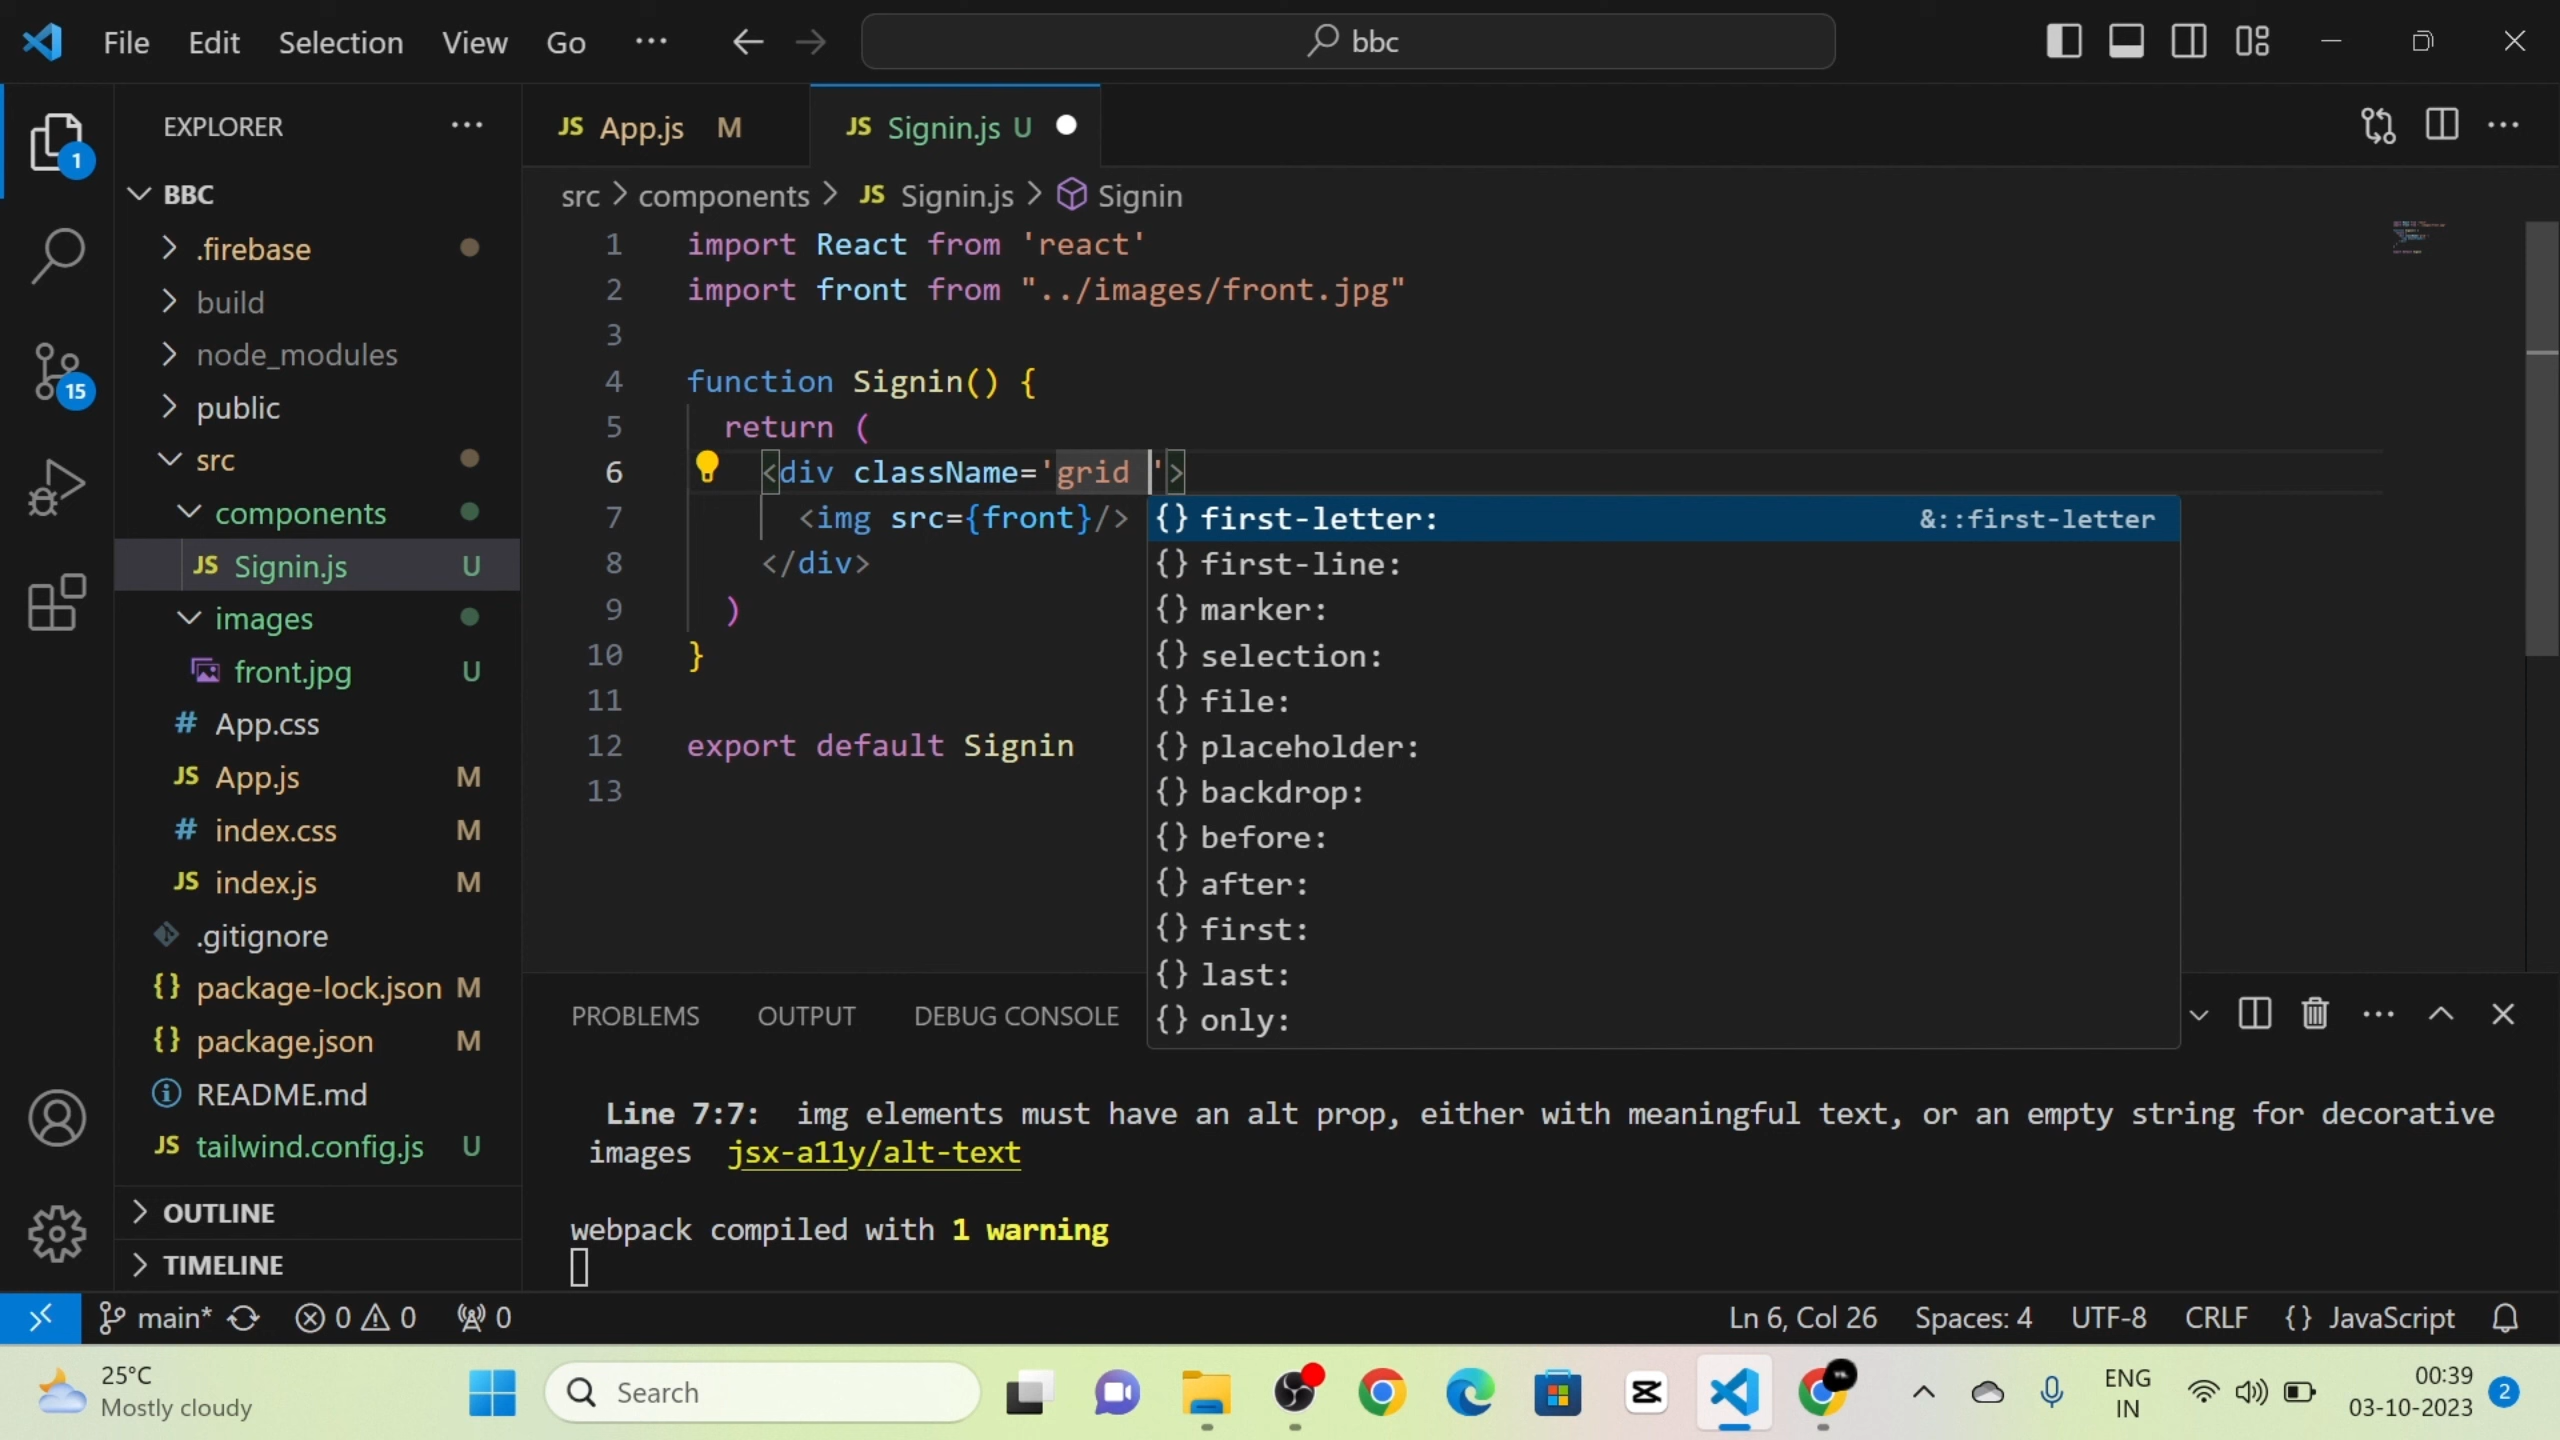 File Edit Selection View Go ··· bbc
EXPLORER ···
JS App.js M
JS Signin.js U
···
BBC
.firebase
build
node_modules
public
src
components
JS Signin.js U
images
front.jpg U
# App.css
JS App.js M
# index.css M
JS index.js M
.gitignore
{} package-lock.json M
{} package.json M
README.md
JS tailwind.config.js U
OUTLINE
TIMELINE
1
15
src > components > JS Signin.js > Signin
1 import React from 'react'
2 import front from "../images/front.jpg"
3
4 function Signin() {
5 return (
6 <div className='grid '>
7 <img src={front}/>
8 </div>
9 )
10 }
11
12 export default Signin
13
{} first-letter: &::first-letter
{} first-line:
{} marker:
{} selection:
{} file:
{} placeholder:
{} backdrop:
{} before:
{} after:
{} first:
{} last:
{} only:
PROBLEMS OUTPUT DEBUG CONSOLE ···
Line 7:7: img elements must have an alt prop, either with meaningful text, or an empty string for decorative
images jsx-a11y/alt-text
webpack compiled with 1 warning
main* 0 0 0 Ln 6, Col 26 Spaces: 4 UTF-8 CRLF {} JavaScript
25°C
Mostly cloudy
Search
ENG
IN
00:39
03-10-2023
2